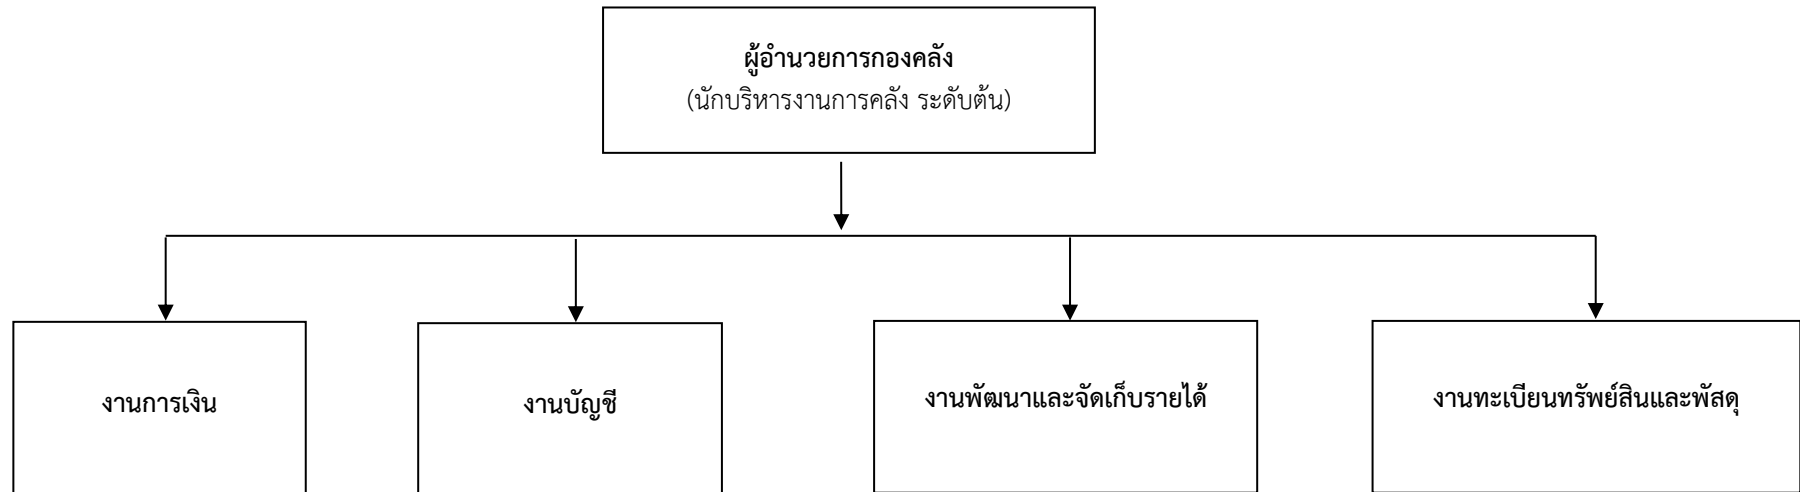 ผู้อำนวยการกองคลัง
(นักบริหารงานการคลัง ระดับต้น)
งานการเงิน
งานบัญชี
งานพัฒนาและจัดเก็บรายได้
งานทะเบียนทรัพย์สินและพัสดุ